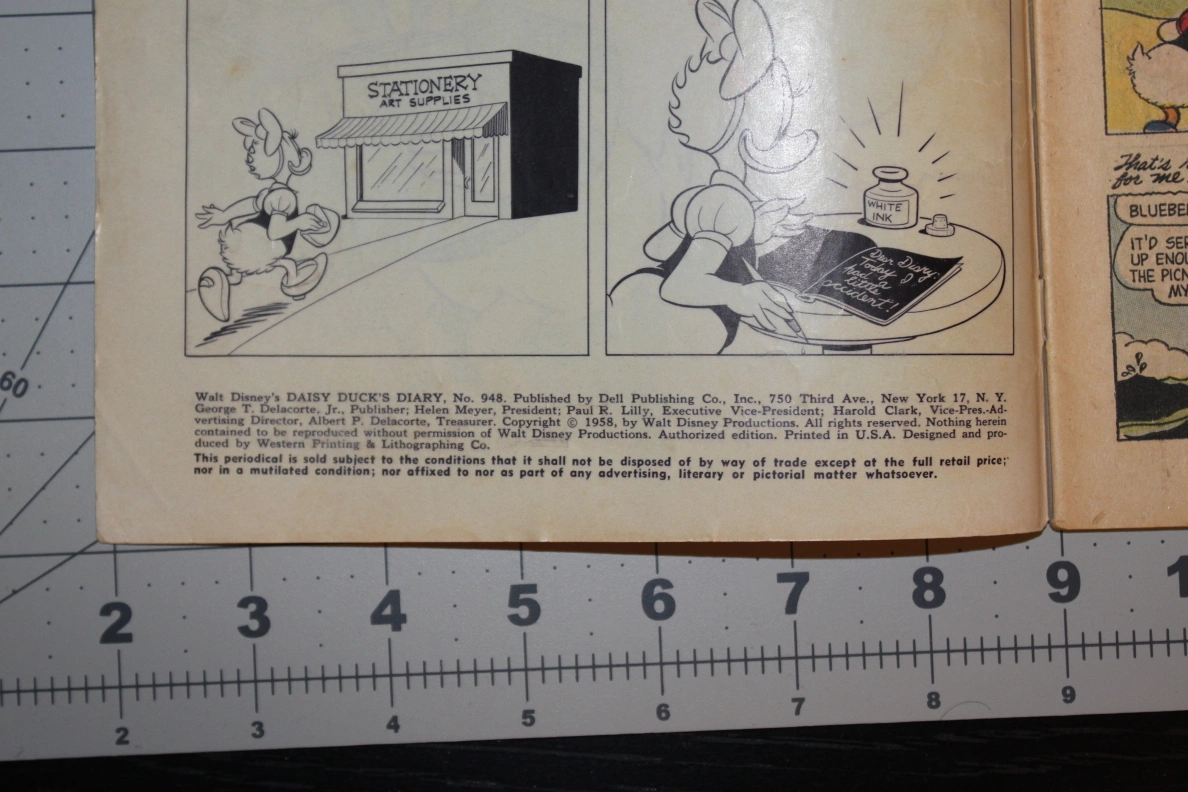 STATIONERY
ART SUPPLIES
WHITE
INK
Dear Diary:
Today I
had a
little
accident!
Walt Disney's DAISY DUCK'S DIARY, No. 948. Published by Dell Publishing Co., Inc., 750 Third Ave., New York 17, N. Y.
George T. Delacorte, Jr., Publisher; Helen Meyer, President; Paul R. Lilly, Executive Vice-President; Harold Clark, Vice-Pres.-Ad-
vertising Director, Albert P. Delacorte, Treasurer. Copyright © 1958, by Walt Disney Productions. All rights reserved. Nothing herein
contained to be reproduced without permission of Walt Disney Productions. Authorized edition. Printed in U.S.A. Designed and pro-
duced by Western Printing & Lithographing Co.
This periodical is sold subject to the conditions that it shall not be disposed of by way of trade except at the full retail price;
nor in a mutilated condition; nor affixed to nor as part of any advertising, literary or pictorial matter whatsoever.
That's
for me
IT'D
UP
THE
MY
60
2 3 4 5 6 7 8 9
2 3 4 5 6 7 8 9